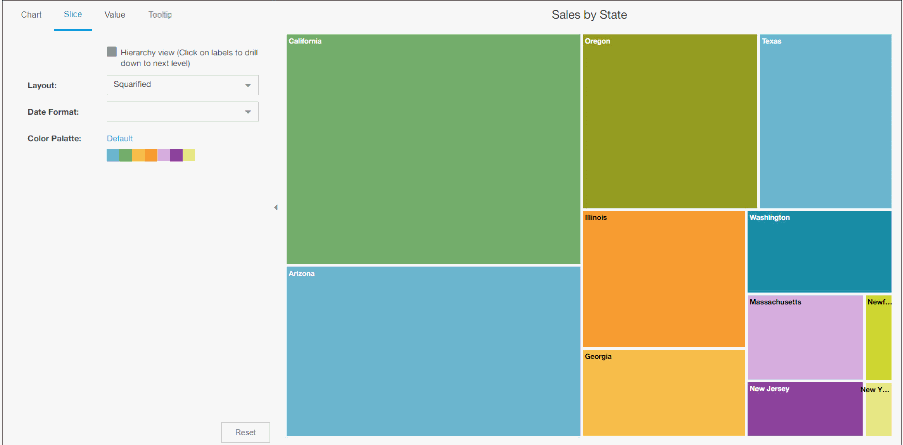 Chart Slice Value Tooltip
Sales by State
Hierarchy view (Click on labels to drill
down to next level)
Layout: Squarified
Date Format:
Color Palatte: Default
Reset
California
Oregon
Texas
Illinois
Washington
Arizona
Massachusetts
Newf...
Georgia
New Jersey
New Y...